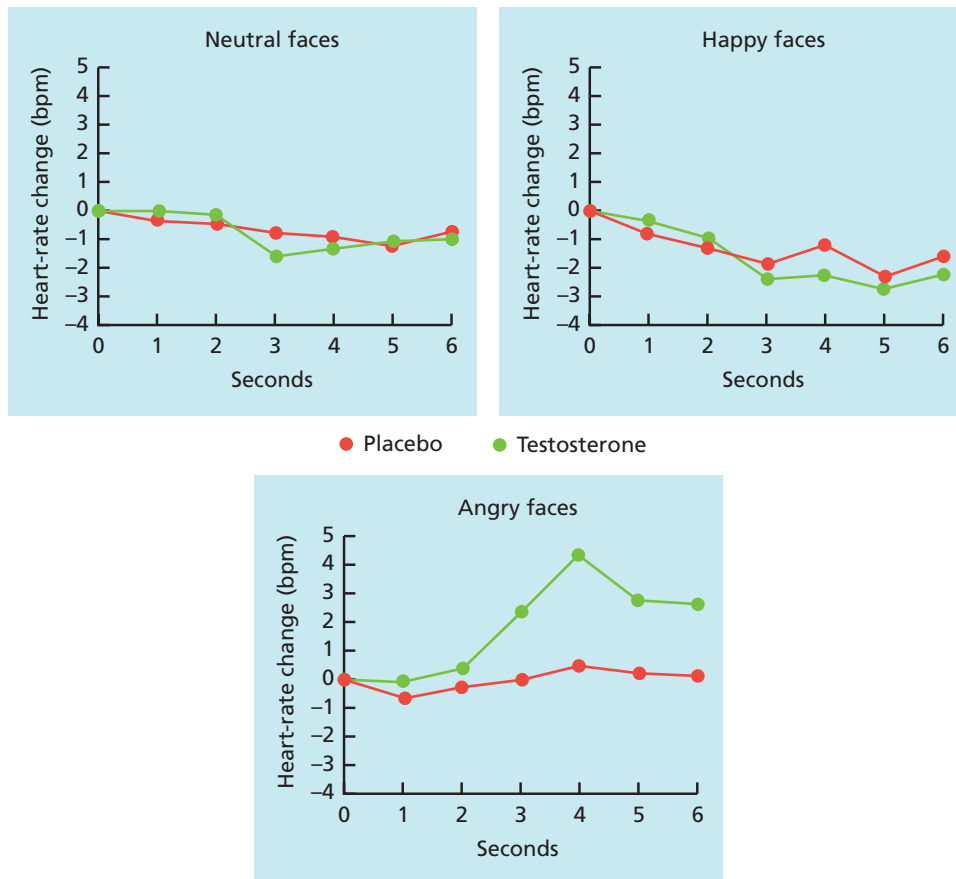 Neutral faces
Heart-rate change (bpm)
5
4
3
2
1
0
–1
–2
–3
–4
0 1 2 3 4 5 6
Seconds
Happy faces
Heart-rate change (bpm)
5
4
3
2
1
0
–1
–2
–3
–4
0 1 2 3 4 5 6
Seconds
Placebo Testosterone
Angry faces
Heart-rate change (bpm)
5
4
3
2
1
0
–1
–2
–3
–4
0 1 2 3 4 5 6
Seconds